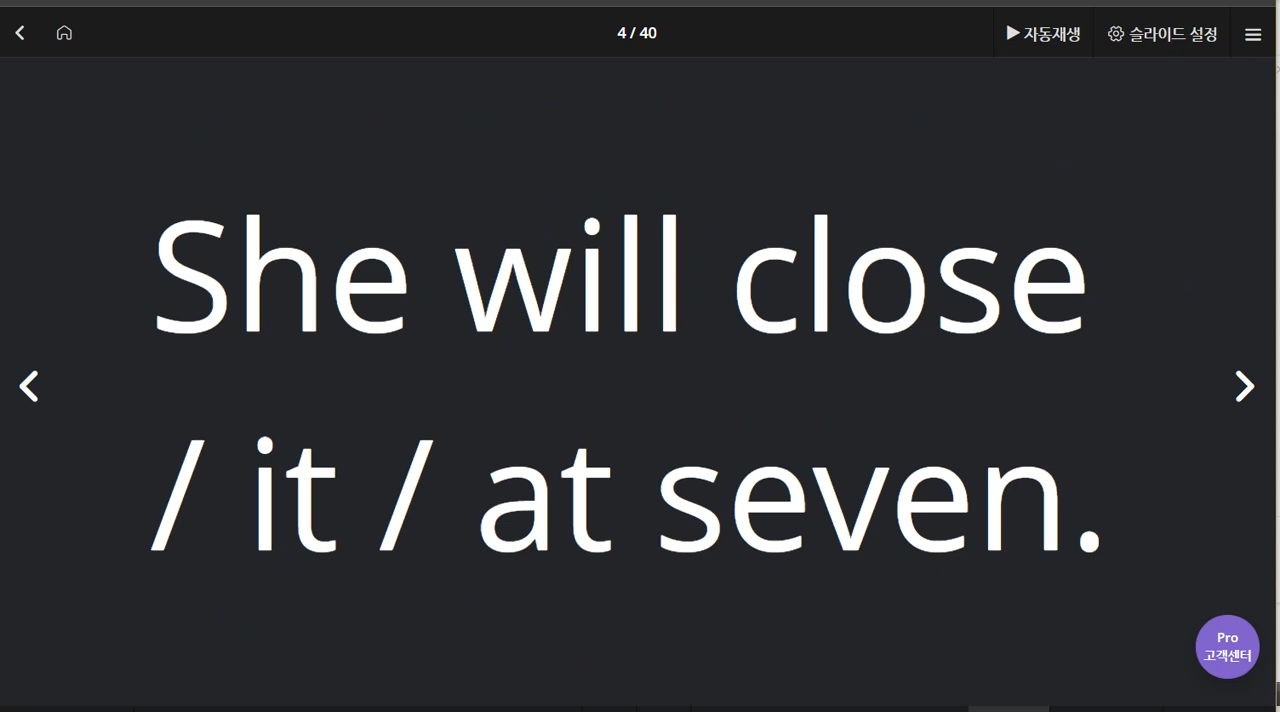 4 / 40
자동재생
슬라이드 설정
She will close
/ it / at seven.
Pro
고객센터